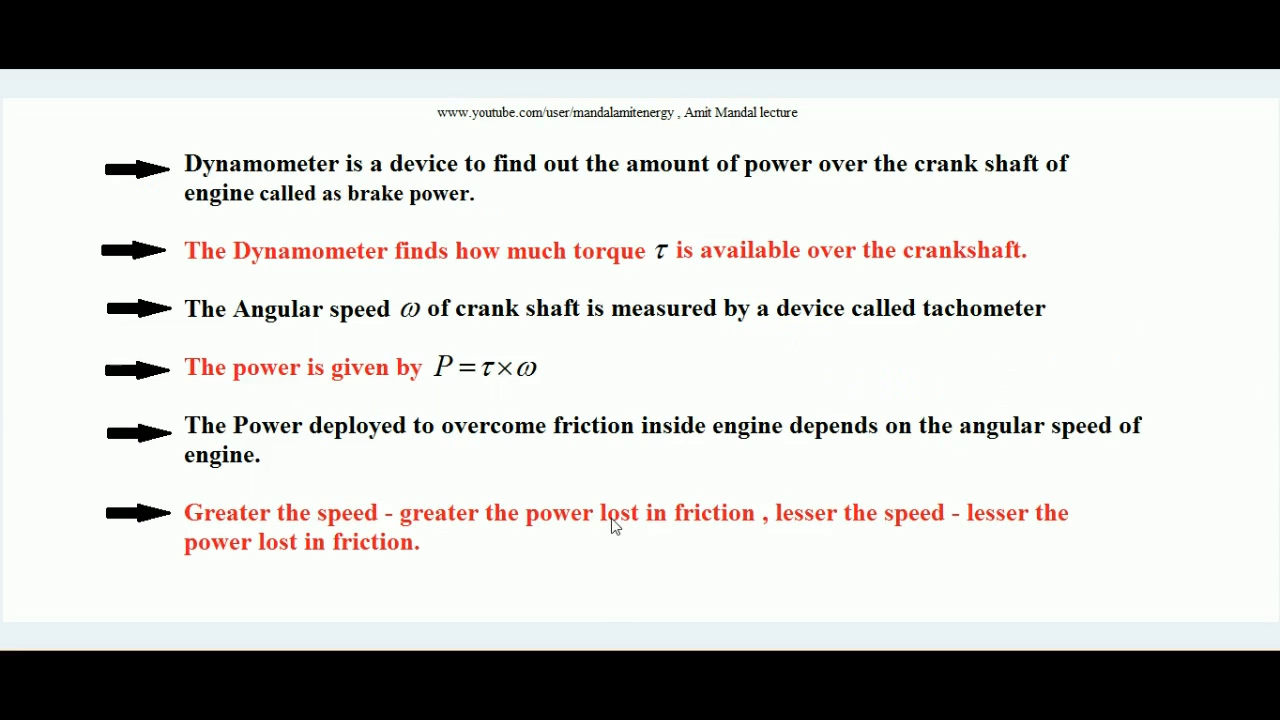 www.youtube.com/user/mandalamitenergy , Amit Mandal lecture
Dynamometer is a device to find out the amount of power over the crank shaft of
engine called as brake power.
The Dynamometer finds how much torque τ is available over the crankshaft.
The Angular speed ω of crank shaft is measured by a device called tachometer
The power is given by P = τ × ω
The Power deployed to overcome friction inside engine depends on the angular speed of
engine.
Greater the speed - greater the power lost in friction , lesser the speed - lesser the
power lost in friction.